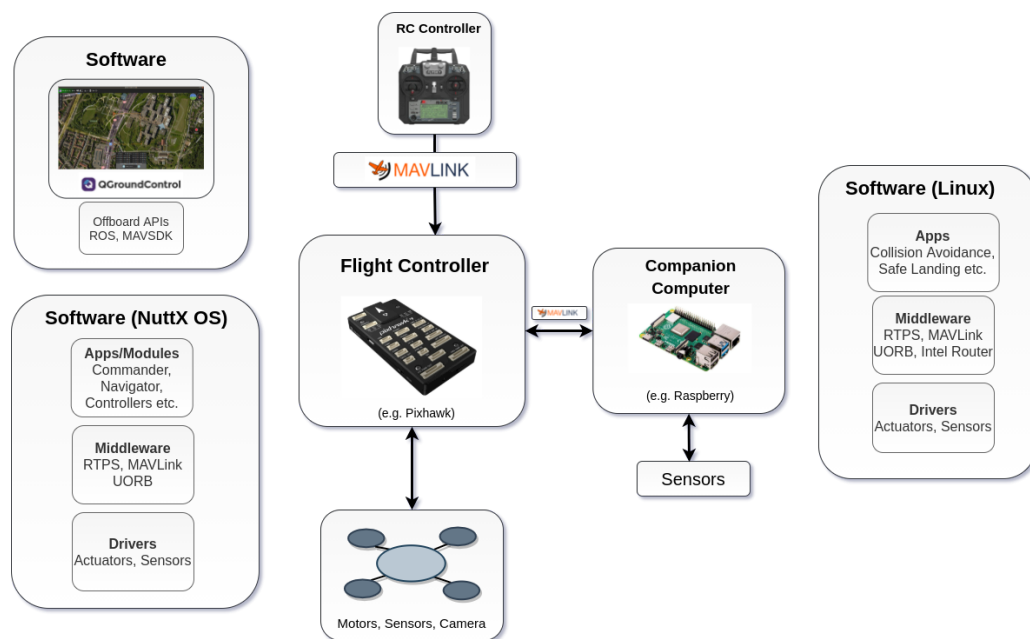 RC Controller
MAVLINK
Software
QGroundControl
Offboard APIs
ROS, MAVSDK
Flight Controller
(e.g. Pixhawk)
MAVLINK
Companion
Computer
(e.g. Raspberry)
Sensors
Motors, Sensors, Camera
Software (NuttX OS)
Apps/Modules
Commander,
Navigator,
Controllers etc.
Middleware
RTPS, MAVLink
UORB
Drivers
Actuators, Sensors
Software (Linux)
Apps
Collision Avoidance,
Safe Landing etc.
Middleware
RTPS, MAVLink
UORB, Intel Router
Drivers
Actuators, Sensors